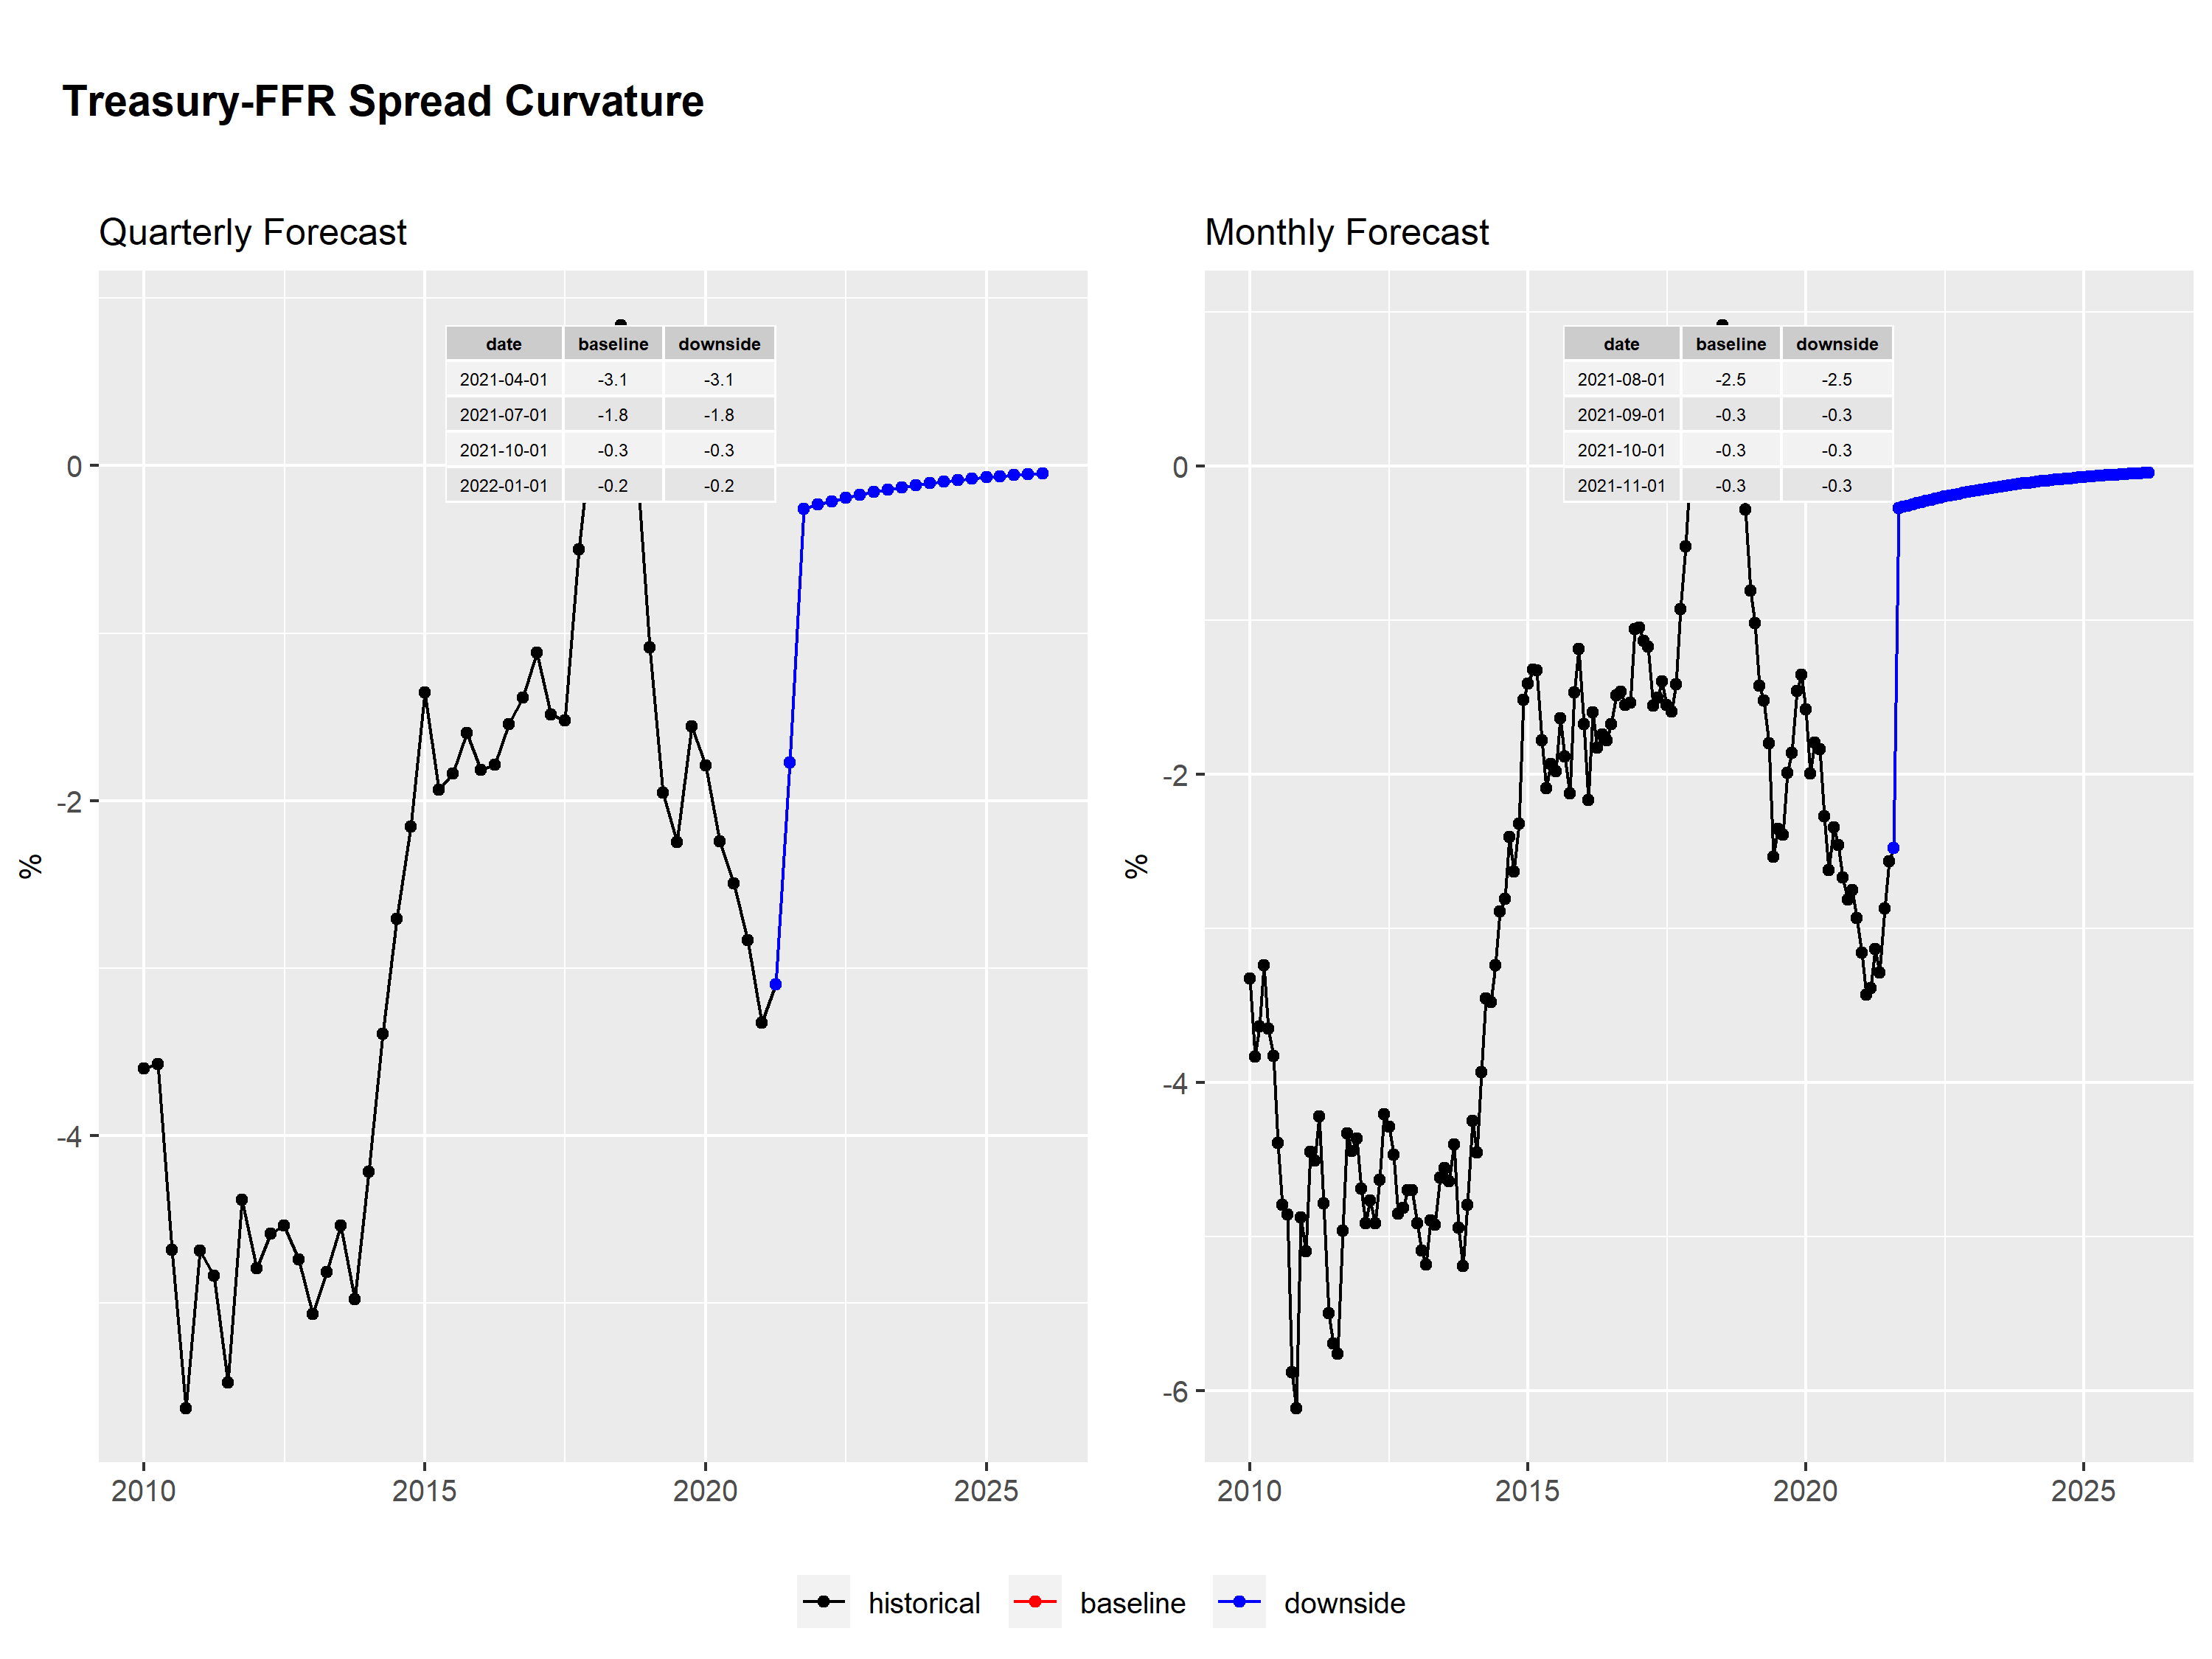 Treasury-FFR Spread Curvature
Quarterly Forecast
date baseline downside
2021-04-01 -3.1 -3.1
2021-07-01 -1.8 -1.8
2021-10-01 -0.3 -0.3
2022-01-01 -0.2 -0.2
0
-2
-4
%
2010 2015 2020 2025
Monthly Forecast
date baseline downside
2021-08-01 -2.5 -2.5
2021-09-01 -0.3 -0.3
2021-10-01 -0.3 -0.3
2021-11-01 -0.3 -0.3
0
-2
-4
-6
%
2010 2015 2020 2025
historical baseline downside